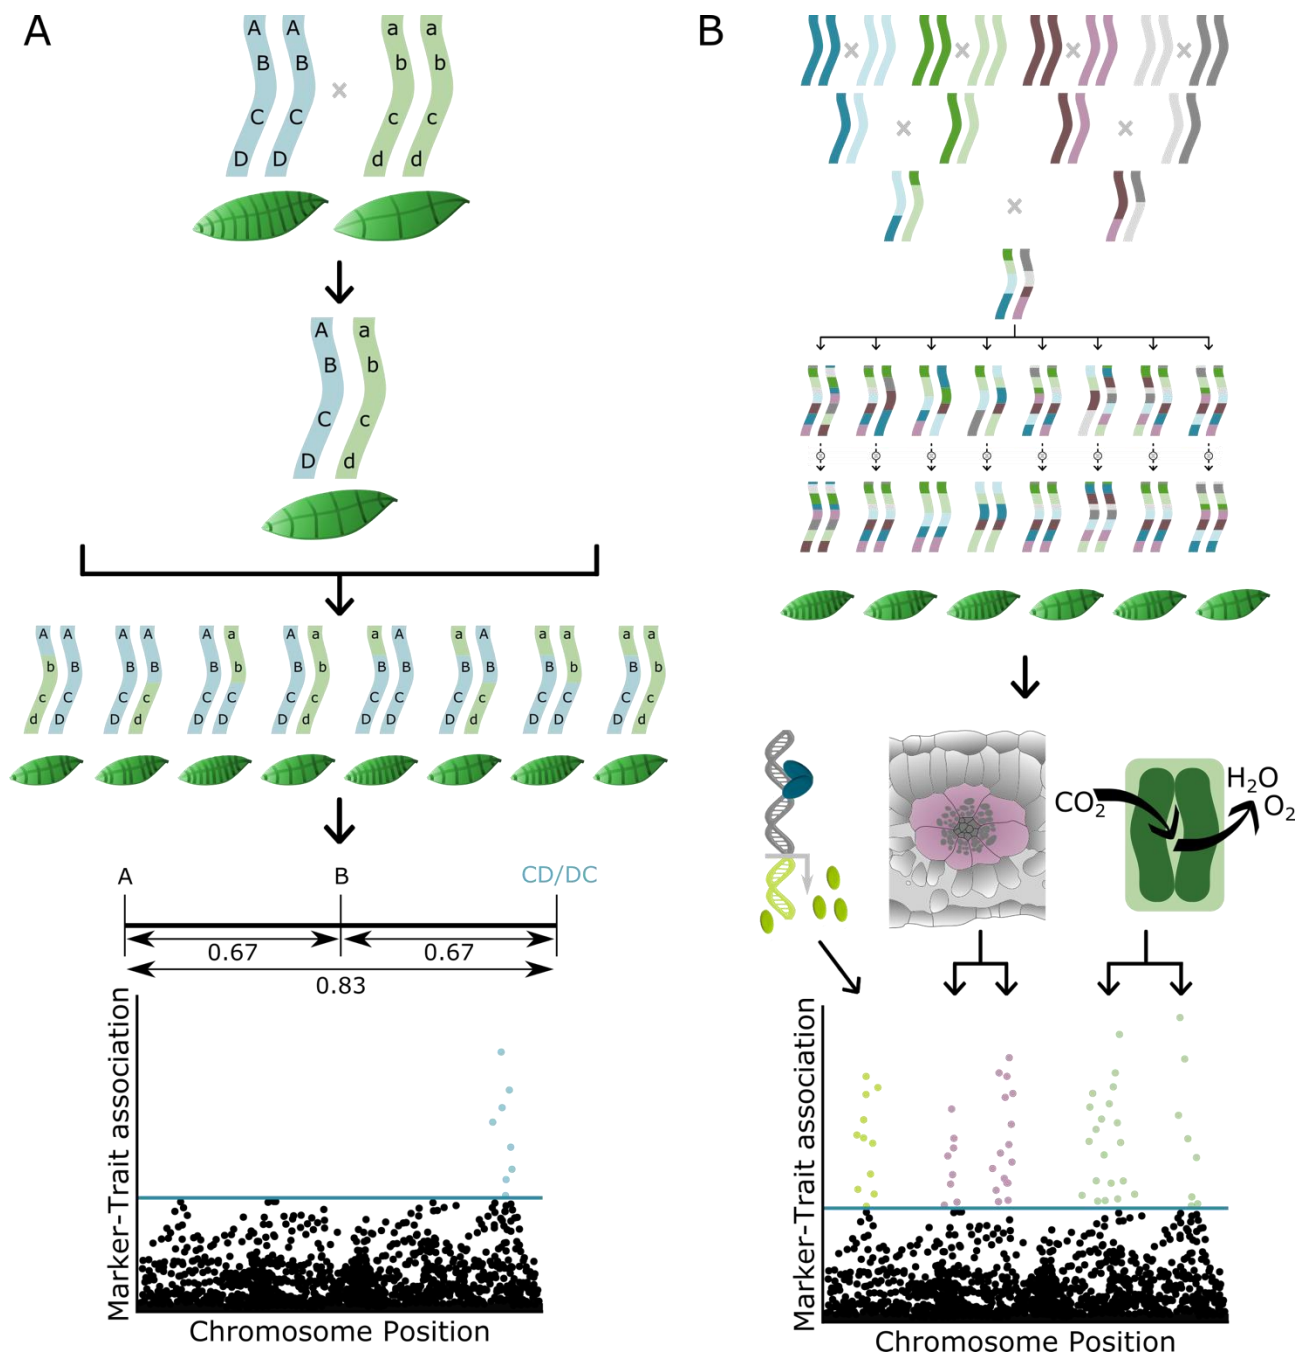 A
A A a a
B B b b
C C c c
D D d d
A a
B b
C c
D d
A A A A A a A a a A a A a a a a
b B B B B b B b B B B B B b B b
c C C c C C C c C C C c C C C c
d D D d D D D d D D D d D D D d
A B CD/DC
0.67 0.67
0.83
Marker-Trait association
Chromosome Position
B
CO₂
H₂O
O₂
Marker-Trait association
Chromosome Position